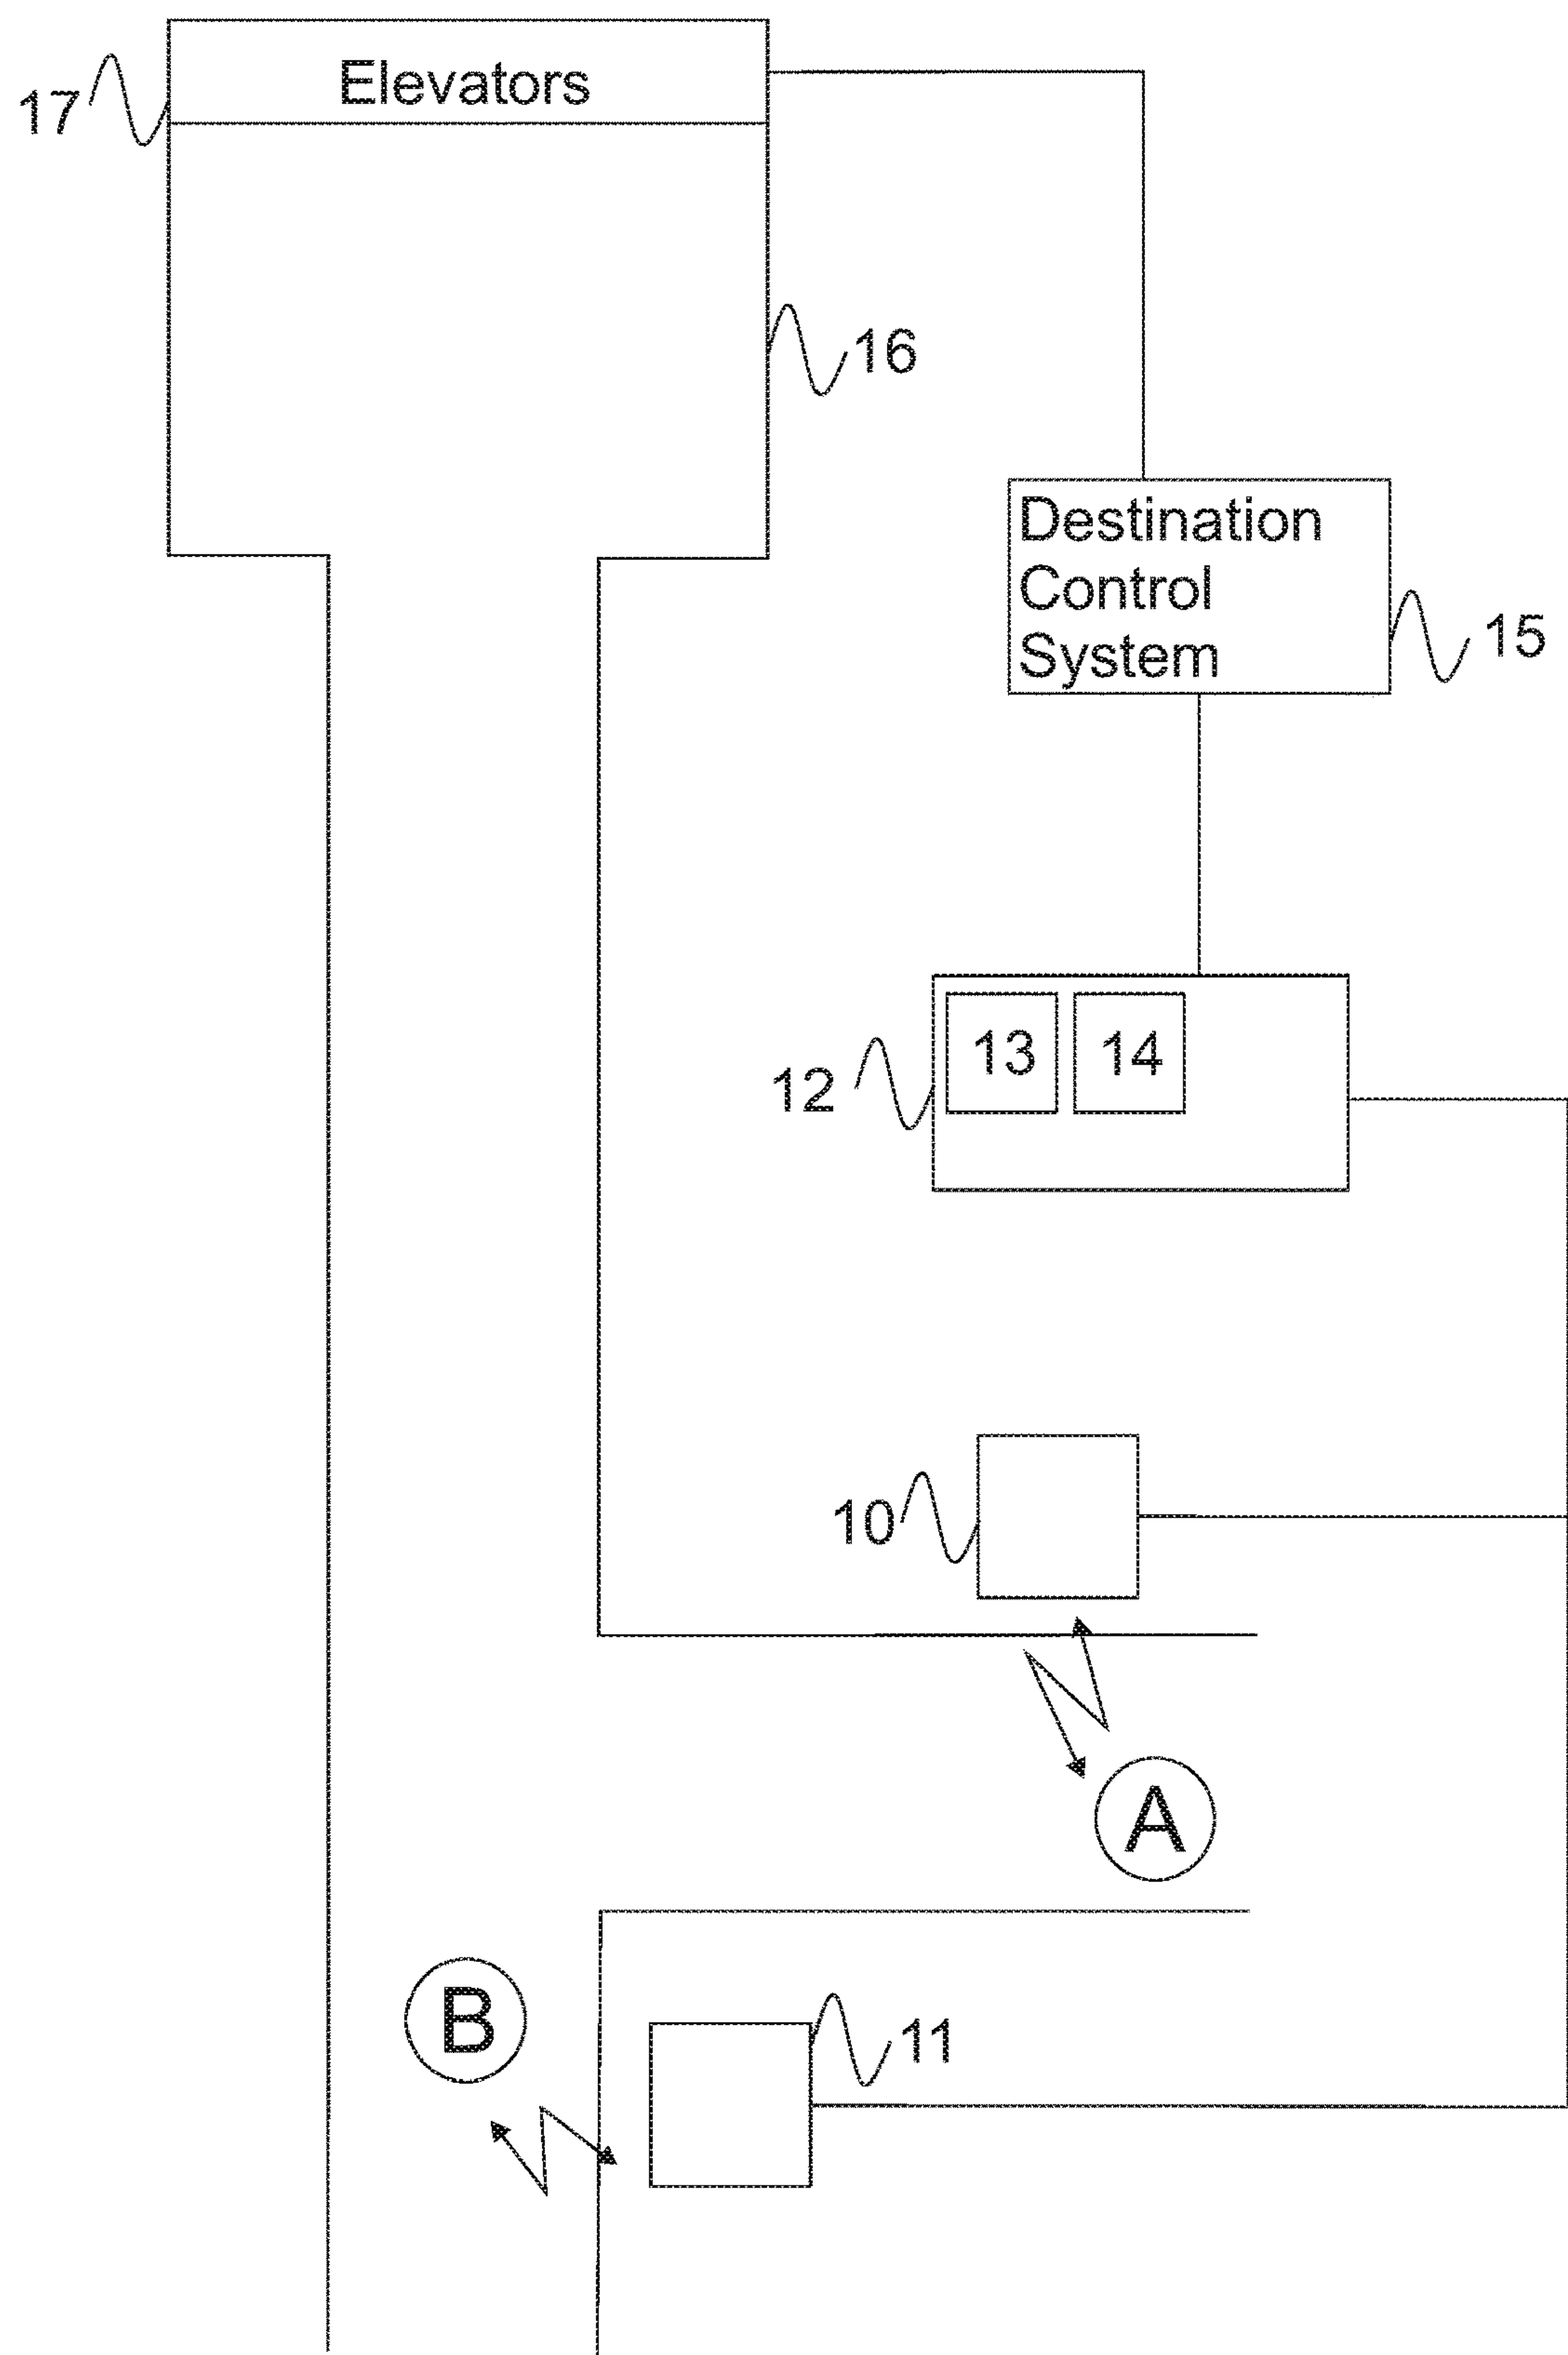 Elevators
17
16
Destination
Control
System
15
13
14
12
10
A
B
11